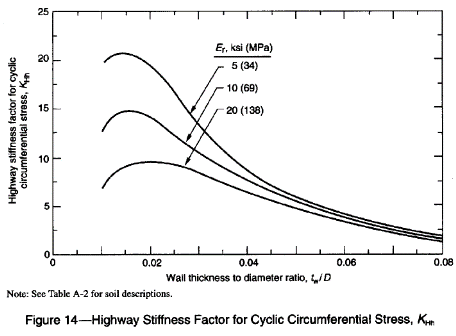 25
20
15
10
5
0
Highway stiffness factor for cyclic
circumferential stress, KHh
Er, ksi (MPa)
5 (34)
10 (69)
20 (138)
0 0.02 0.04 0.06 0.08
Wall thickness to diameter ratio, tw/D
Note: See Table A-2 for soil descriptions.
Figure 14—Highway Stiffness Factor for Cyclic Circumferential Stress, KHh